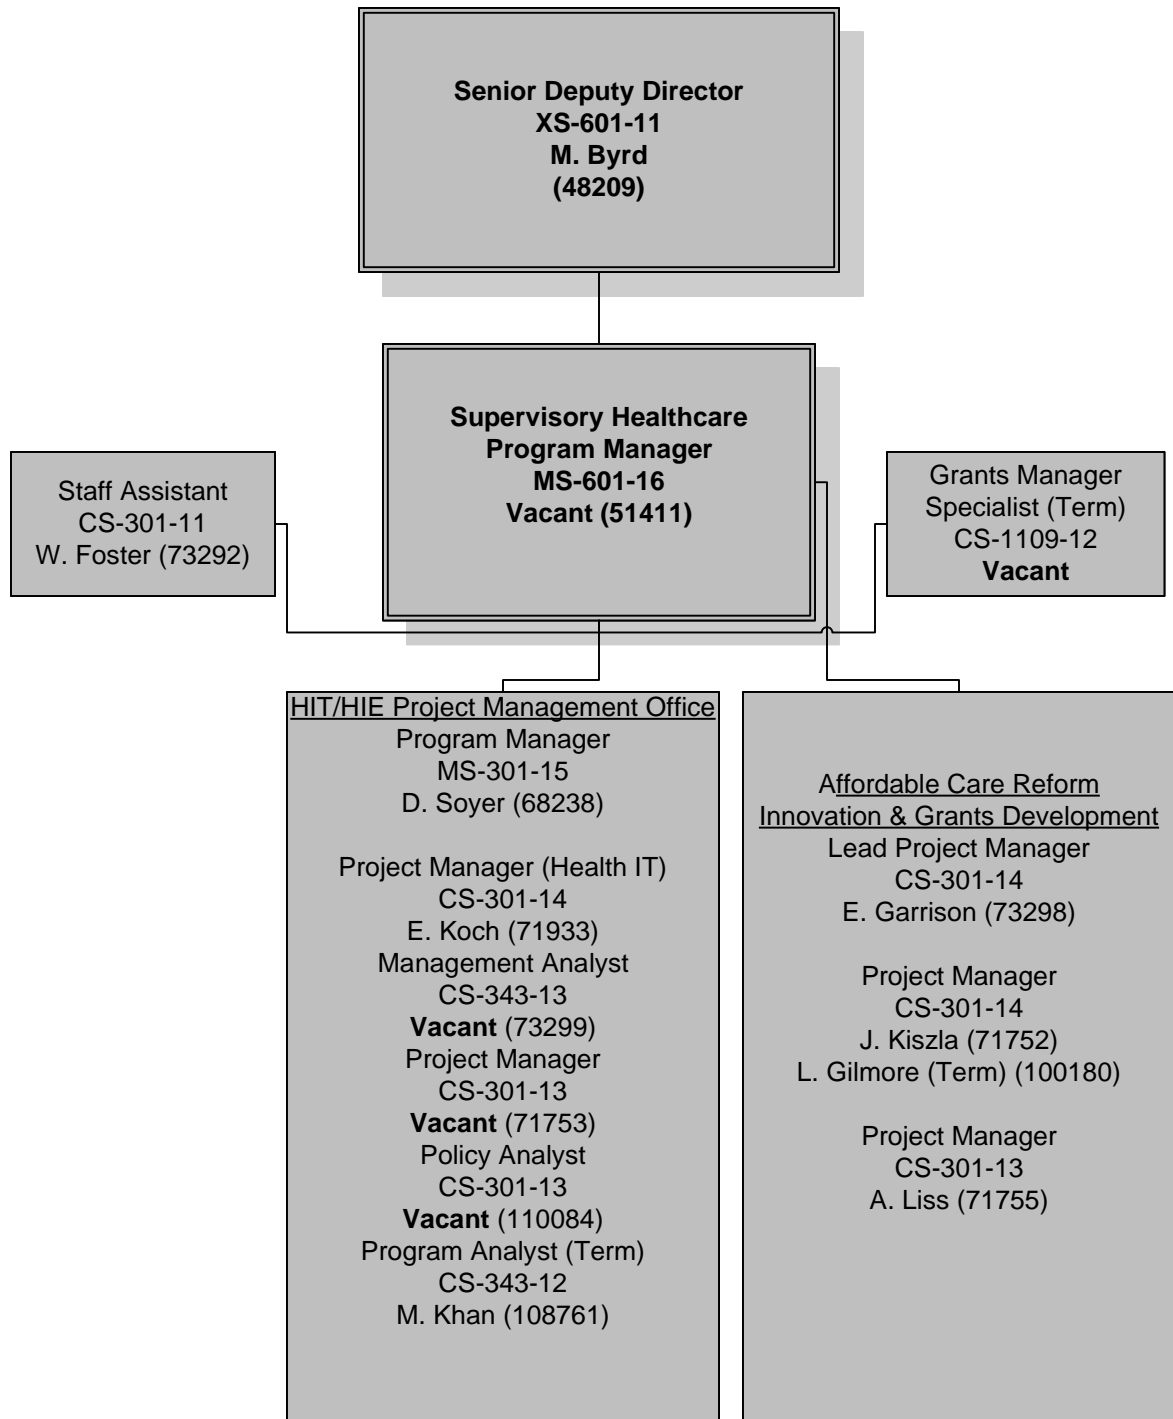 Senior Deputy Director
XS-601-11
M. Byrd
(48209)
Supervisory Healthcare
Program Manager
MS-601-16
Vacant (51411)
Staff Assistant
CS-301-11
W. Foster (73292)
Grants Manager
Specialist (Term)
CS-1109-12
Vacant
HIT/HIE Project Management Office
Program Manager
MS-301-15
D. Soyer (68238)
Project Manager (Health IT)
CS-301-14
E. Koch (71933)
Management Analyst
CS-343-13
Vacant (73299)
Project Manager
CS-301-13
Vacant (71753)
Policy Analyst
CS-301-13
Vacant (110084)
Program Analyst (Term)
CS-343-12
M. Khan (108761)
Affordable Care Reform
Innovation & Grants Development
Lead Project Manager
CS-301-14
E. Garrison (73298)
Project Manager
CS-301-14
J. Kiszla (71752)
L. Gilmore (Term) (100180)
Project Manager
CS-301-13
A. Liss (71755)